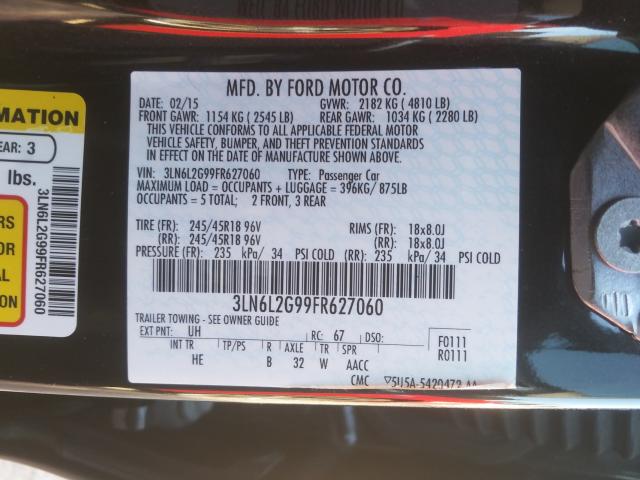 MFD. BY FORD MOTOR CO.
DATE: 02/15 GVWR: 2182 KG ( 4810 LB)
FRONT GAWR: 1154 KG ( 2545 LB) REAR GAWR: 1034 KG ( 2280 LB)
THIS VEHICLE CONFORMS TO ALL APPLICABLE FEDERAL MOTOR
VEHICLE SAFETY, BUMPER, AND THEFT PREVENTION STANDARDS
IN EFFECT ON THE DATE OF MANUFACTURE SHOWN ABOVE.
VIN: 3LN6L2G99FR627060 TYPE: Passenger Car
MAXIMUM LOAD = OCCUPANTS + LUGGAGE = 396KG/ 875LB
OCCUPANTS = 5 TOTAL; 2 FRONT, 3 REAR
TIRE (FR): 245/45R18 96V RIMS (FR): 18x8.0J
(RR): 245/45R18 96V (RR): 18x8.0J
PRESSURE (FR): 235 kPa/ 34 PSI COLD (RR): 235 kPa/ 34 PSI COLD
3LN6L2G99FR627060
TRAILER TOWING - SEE OWNER GUIDE
EXT PNT: UH RC: 67 DSO: F0111
R0111
INT TR TP/PS R AXLE TR SPR
HE B 32 W AACC
CMC
MATION
EAR: 3
lbs.
RS
OR
AL
ION
3LN6L2G99FR627060